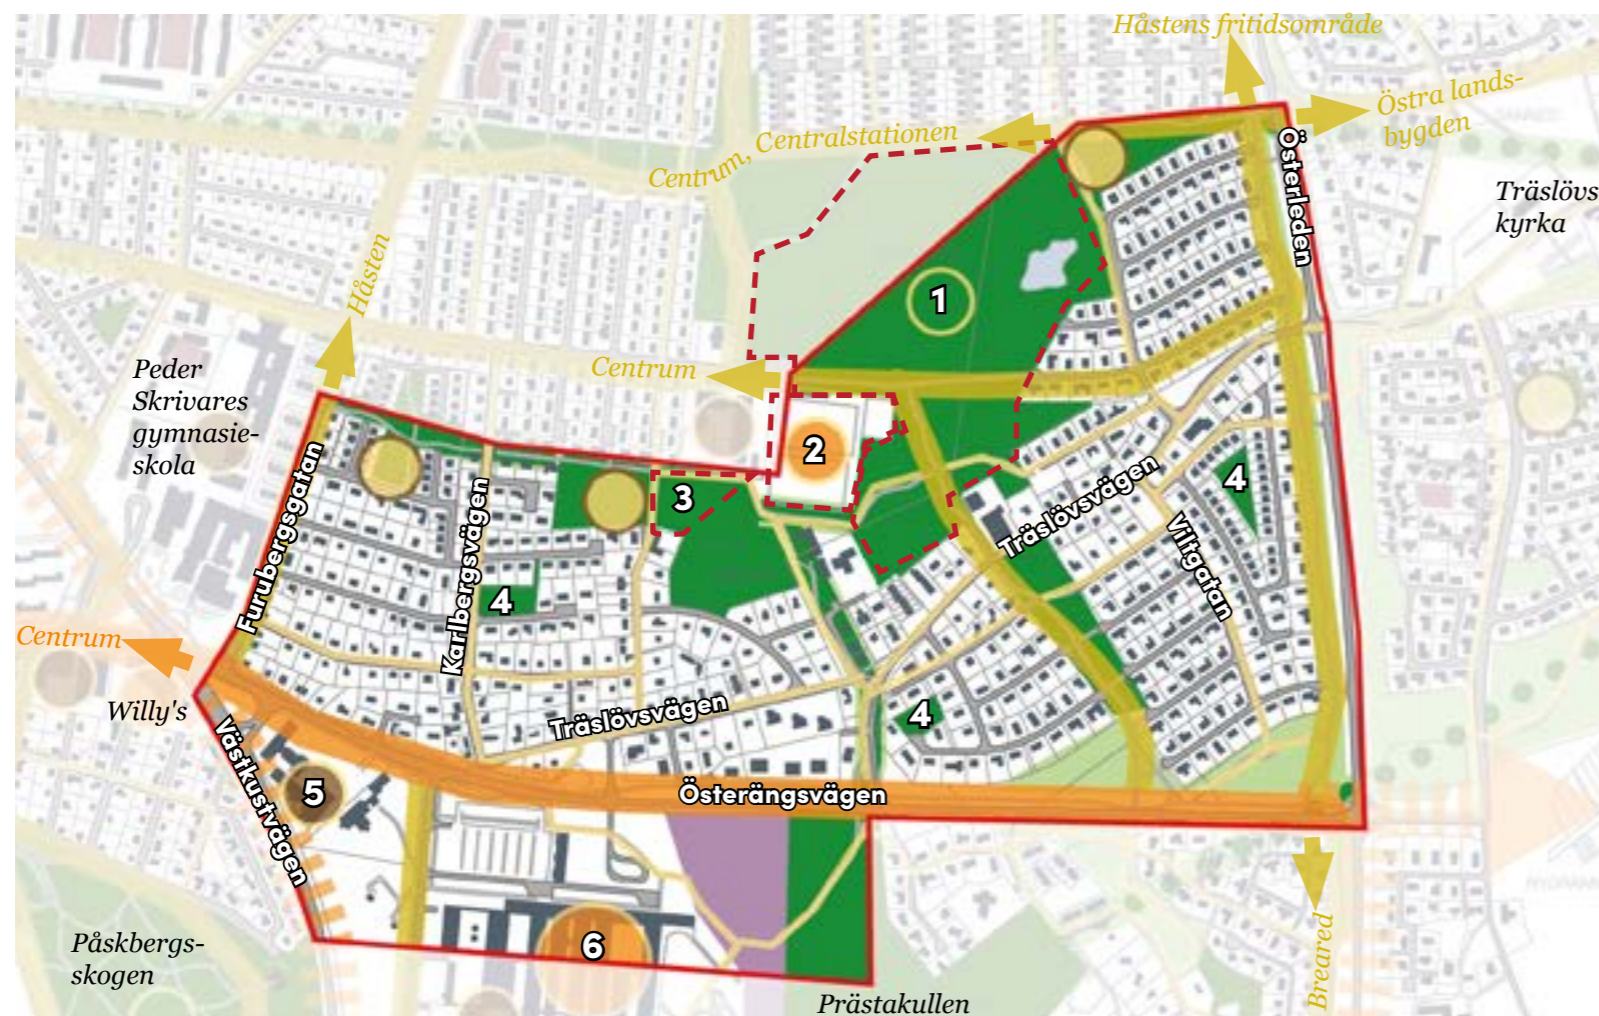 Håstens fritidsområde
Östra lands-
bygden
Centrum, Centralstationen
Österleden
Träslövs
kyrka
Håsten
1
Peder
Skrivares
gymnasie-
skola
Centrum
2
3
4
Träslövsvägen
Viltgatan
Furubergsgatan
Karlbergsvägen
4
Centrum
Willy's
Träslövsvägen
4
Västkustvägen
5
Österängsvägen
6
Påskbergs-
skogen
Prästakullen
Breared